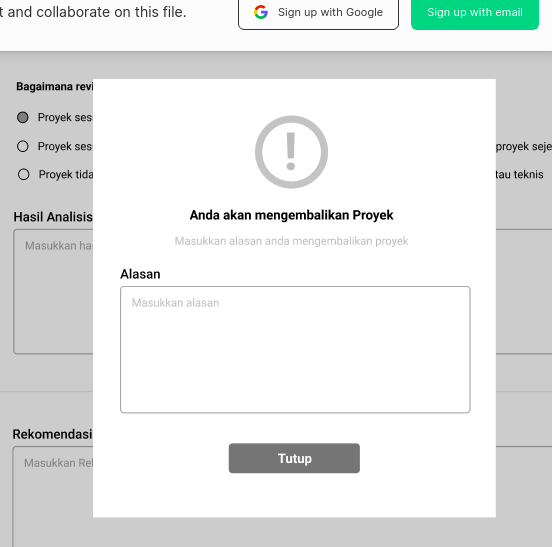 t and collaborate on this file.
Sign up with Google
Sign up with email
Bagaimana revi
Proyek ses
Proyek ses
proyek seje
Proyek tida
tau teknis
Anda akan mengembalikan Proyek
Masukkan alasan anda mengembalikan proyek
Hasil Analisis
Masukkan has
Alasan
Masukkan alasan
Rekomendasi
Masukkan Rek
Tutup